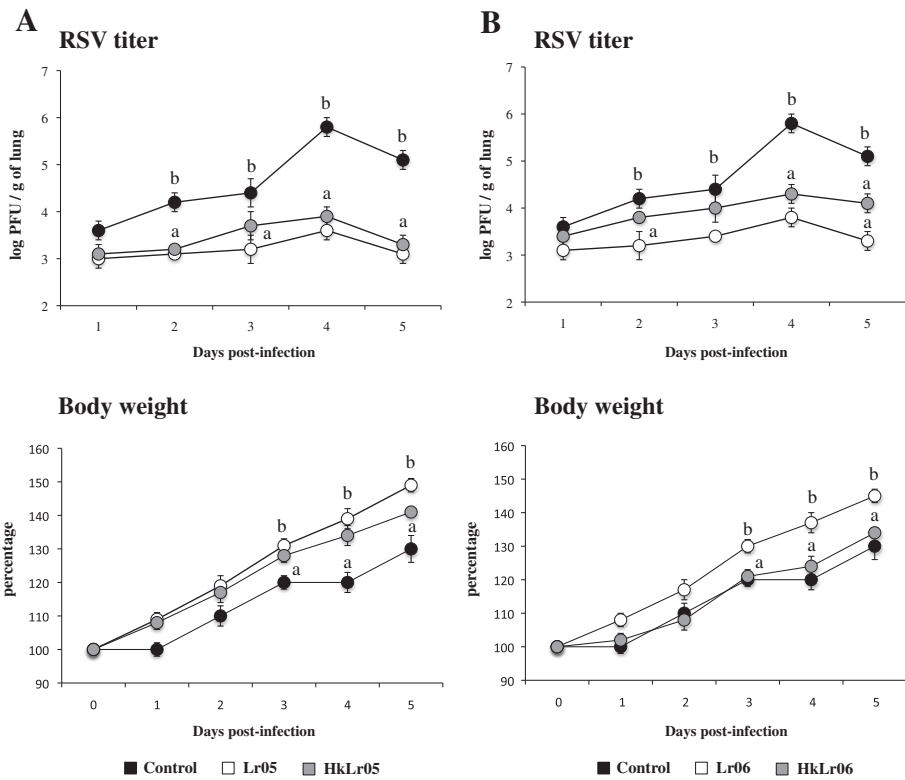 A
B
RSV titer
RSV titer
7
6
5
4
3
2
log PFU / g of lung
b
b
b
b
a
a
a
a
1
2
3
4
5
Days post-infection
7
6
5
4
3
2
log PFU / g of lung
b
b
b
b
a
a
a
a
1
2
3
4
5
Days post-infection
Body weight
Body weight
160
150
140
130
120
110
100
90
percentage
b
b
b
a
a
a
0
1
2
3
4
5
Days post-infection
160
150
140
130
120
110
100
90
percentage
b
b
b
a
a
a
0
1
2
3
4
5
Days post-infection
Control Lr05 HkLr05
Control Lr06 HkLr06